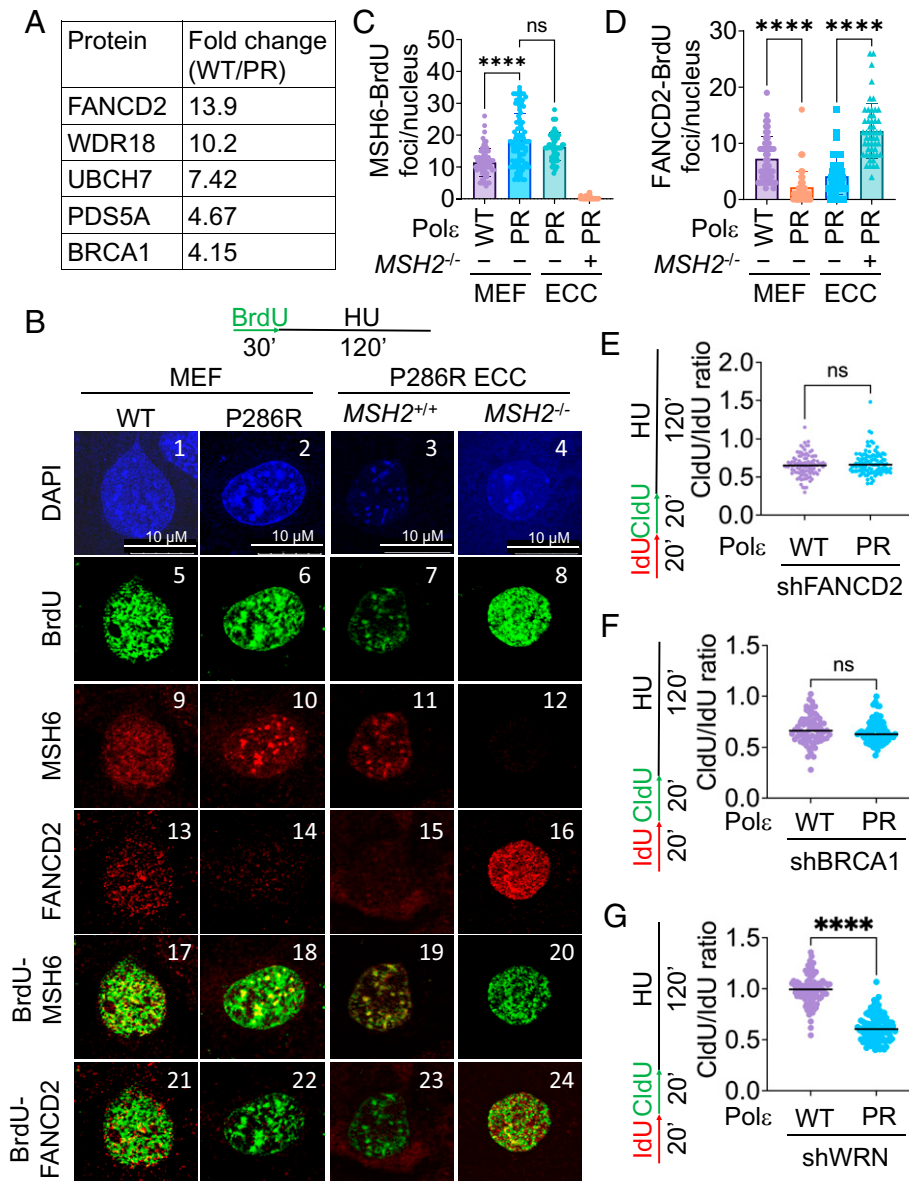 A
Protein Fold change (WT/PR)
FANCD2 13.9
WDR18 10.2
UBCH7 7.42
PDS5A 4.67
BRCA1 4.15
B
BrdU HU
30' 120'
MEF P286R ECC
WT P286R MSH2+/+ MSH2-/-
DAPI 1 2 3 4
10 µM 10 µM 10 µM 10 µM
BrdU 5 6 7 8
MSH6 9 10 11 12
FANCD2 13 14 15 16
BrdU-MSH6 17 18 19 20
BrdU-FANCD2 21 22 23 24
C
MSH6-BrdU
foci/nucleus
50
40
30
20
10
0
**** ns
Polε WT PR PR PR
MSH2-/- – – – +
MEF ECC
D
FANCD2-BrdU
foci/nucleus
30
20
10
0
**** ****
Polε WT PR PR PR
MSH2-/- – – – +
MEF ECC
E
IdU CldU HU
20' 20' 120'
CldU/IdU ratio
2.0
1.5
1.0
0.5
0.0
ns
Polε WT PR
shFANCD2
F
IdU CldU HU
20' 20' 120'
CldU/IdU ratio
1.5
1.0
0.5
0.0
ns
Polε WT PR
shBRCA1
G
IdU CldU HU
20' 20' 120'
CldU/IdU ratio
1.5
1.0
0.5
0.0
****
Polε WT PR
shWRN